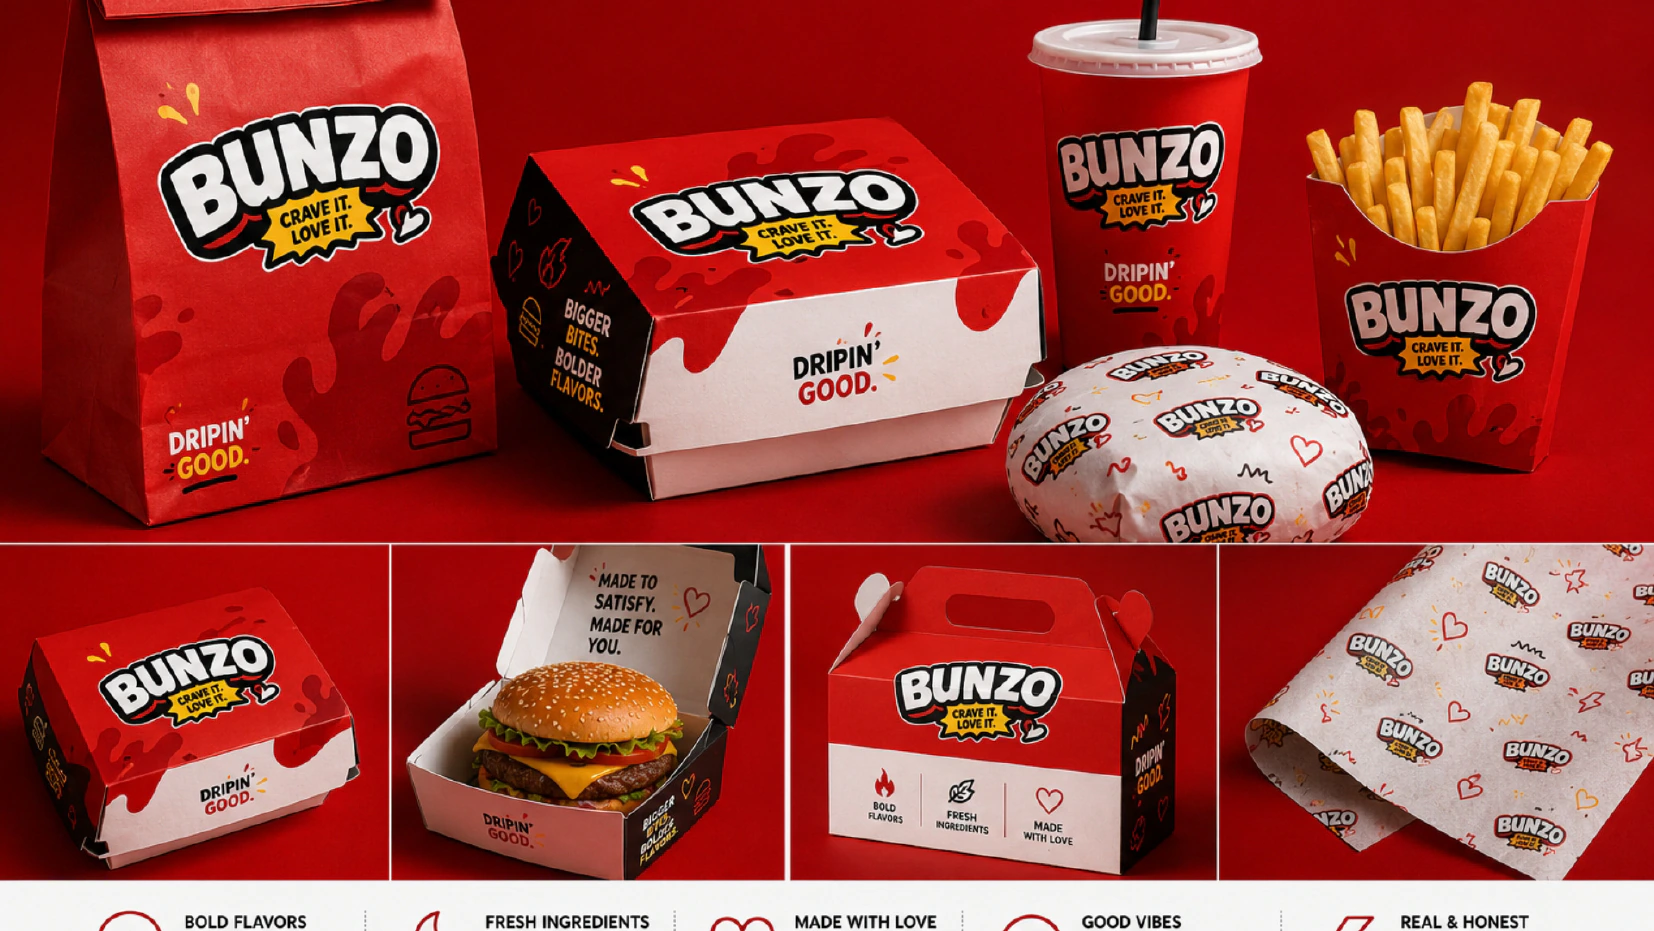 BUNZO
CRAVE IT.
LOVE IT.
DRIPIN'
GOOD.
BUNZO
CRAVE IT.
LOVE IT.
BIGGER
BITES.
BOLDER
FLAVORS.
DRIPIN'
GOOD.
BUNZO
CRAVE IT.
LOVE IT.
DRIPIN'
GOOD.
BUNZO
CRAVE IT.
LOVE IT.
BUNZO
BUNZO
BUNZO
BUNZO
BUNZO
BUNZO
CRAVE IT.
LOVE IT.
DRIPIN'
GOOD.
MADE TO
SATISFY.
MADE FOR
YOU.
DRIPIN'
GOOD.
BIGGER
BITES.
BOLDER
FLAVORS.
BUNZO
CRAVE IT.
LOVE IT.
BOLD
FLAVORS
FRESH
INGREDIENTS
MADE
WITH LOVE
DRIPIN'
GOOD.
BUNZO
BUNZO
BUNZO
BUNZO
BUNZO
BUNZO
BUNZO
BOLD FLAVORS
FRESH INGREDIENTS
MADE WITH LOVE
GOOD VIBES
REAL & HONEST